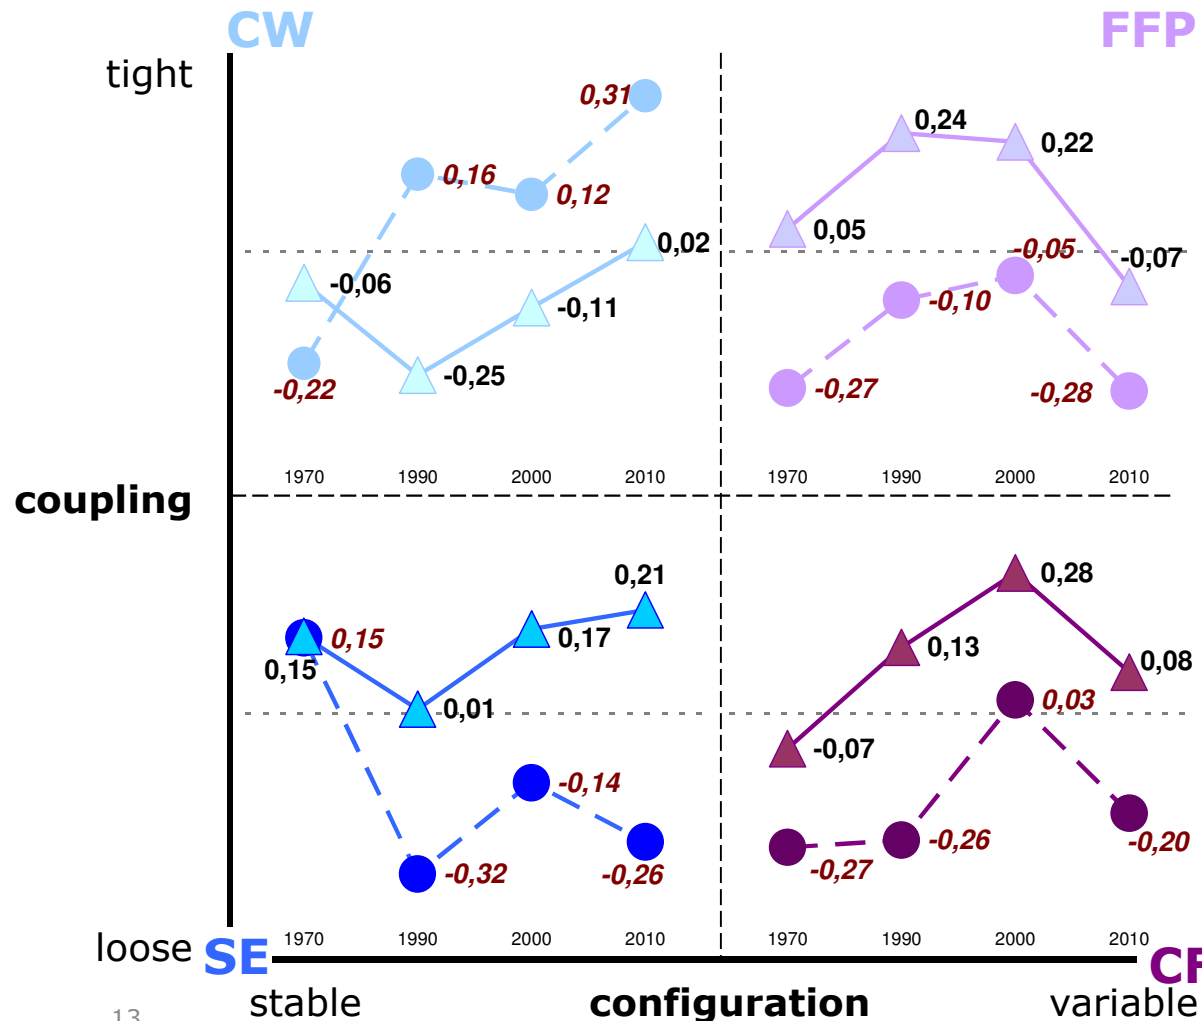 CW
FFP
tight
0,31
0,24
0,22
0,16
0,12
0,05
0,02
-0,05
-0,07
-0,06
-0,11
-0,10
-0,25
-0,22
-0,27
-0,28
1970 1990 2000 2010
1970 1990 2000 2010
coupling
0,21
0,28
0,15
0,17
0,13
0,15
0,08
0,01
0,03
-0,07
-0,14
-0,32
-0,26
-0,27
-0,26
-0,20
1970 1990 2000 2010
1970 1990 2000 2010
loose
SE
CF
stable
configuration
variable
13